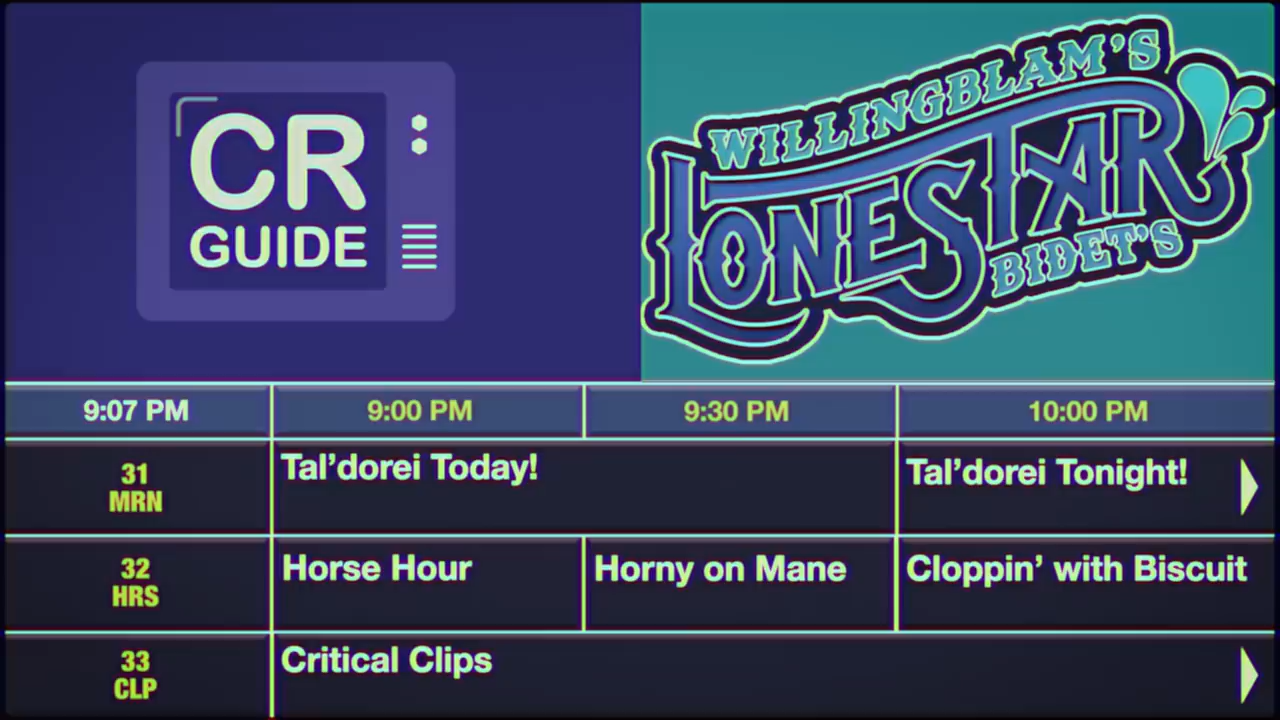 CR
GUIDE
WILLINGBLAM'S
LONESTAR
BIDET'S
9:07 PM 9:00 PM 9:30 PM 10:00 PM
31
MRN
Tal’dorei Today! Tal’dorei Tonight!
32
HRS
Horse Hour Horny on Mane Cloppin’ with Biscuit
33
CLP
Critical Clips